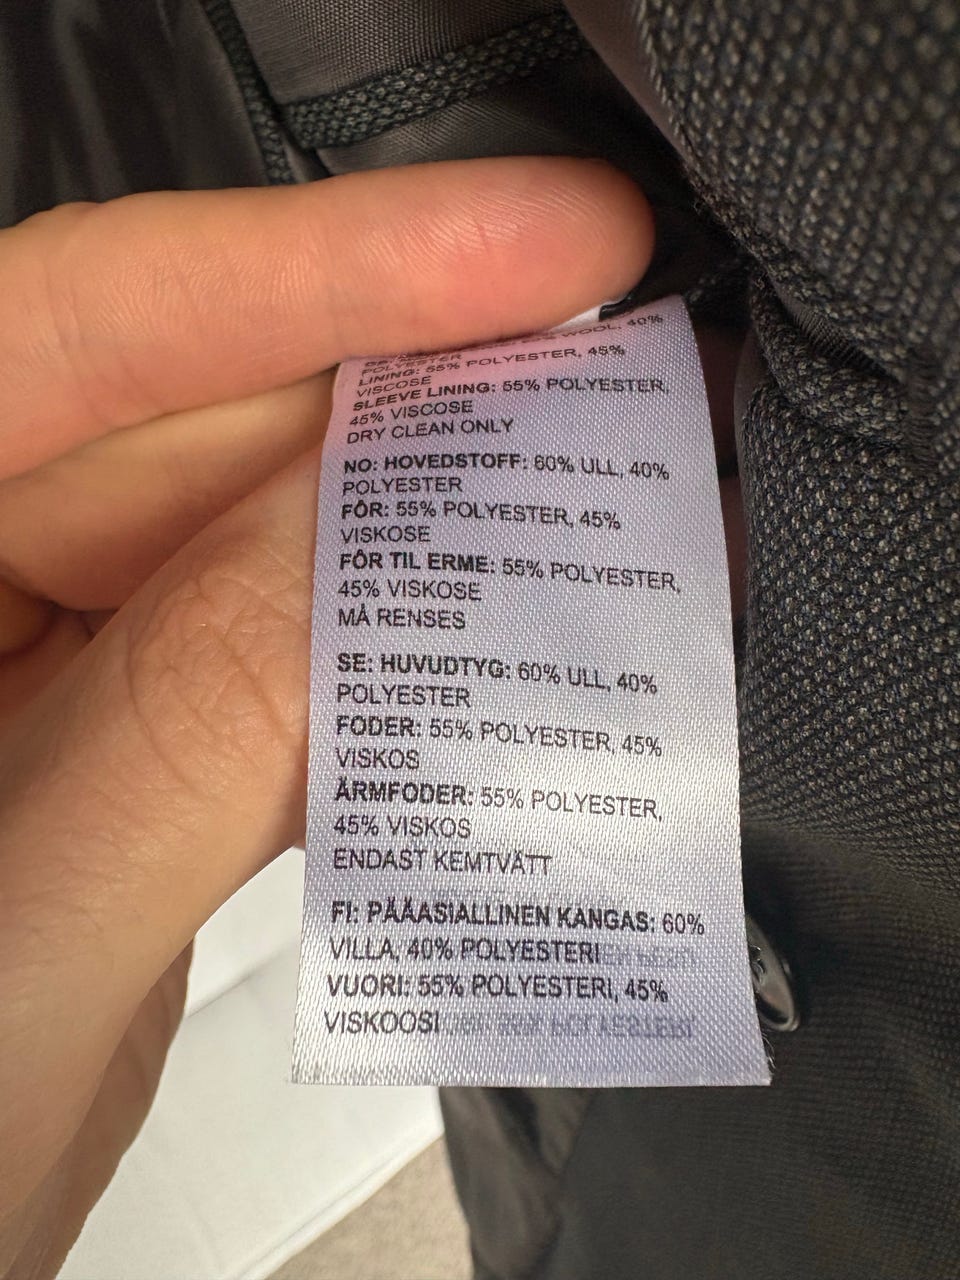 WOOL, 40%
POLYESTER
LINING: 55% POLYESTER, 45%
VISCOSE
SLEEVE LINING: 55% POLYESTER,
45% VISCOSE
DRY CLEAN ONLY
NO: HOVEDSTOFF: 60% ULL, 40%
POLYESTER
FÔR: 55% POLYESTER, 45%
VISKOSE
FÔR TIL ERME: 55% POLYESTER,
45% VISKOSE
MÅ RENSES
SE: HUVUDTYG: 60% ULL, 40%
POLYESTER
FODER: 55% POLYESTER, 45%
VISKOS
ÄRMFODER: 55% POLYESTER,
45% VISKOS
ENDAST KEMTVÄTT
FI: PÄÄASIALLINEN KANGAS: 60%
VILLA, 40% POLYESTERI
VUORI: 55% POLYESTERI, 45%
VISKOOSI